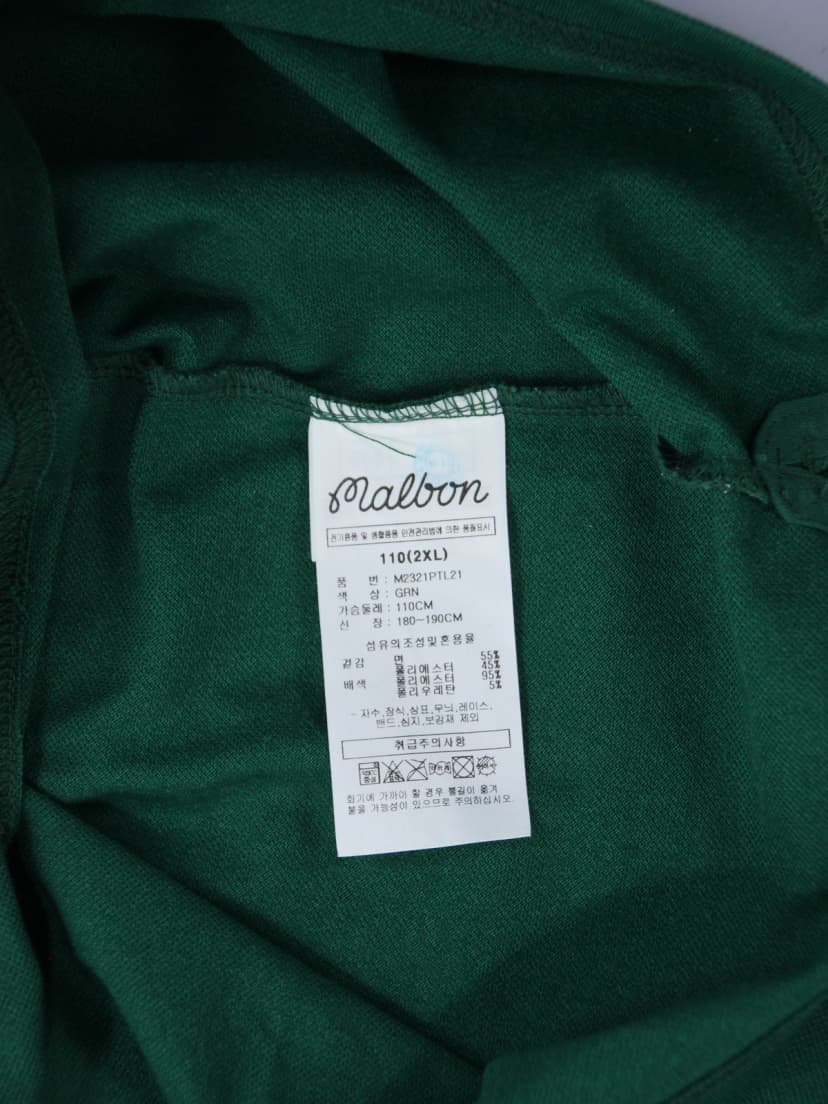 malbon
전기용품 및 생활용품 안전관리법에 의한 품질표시
110(2XL)
품 번 : M2321PTL21
색 상 : GRN
가슴둘레 : 110CM
신 장 : 180-190CM
섬유의조성및혼용율
겉감 면 55%
폴리에스터 45%
배색 폴리에스터 95%
폴리우레탄 5%
- 자수,장식,상표,무늬,레이스,
밴드,심지,보강재 제외
취급주의사항
화기에 가까이 할 경우 불길이 옮겨
붙을 가능성이 있으므로 주의하십시오.